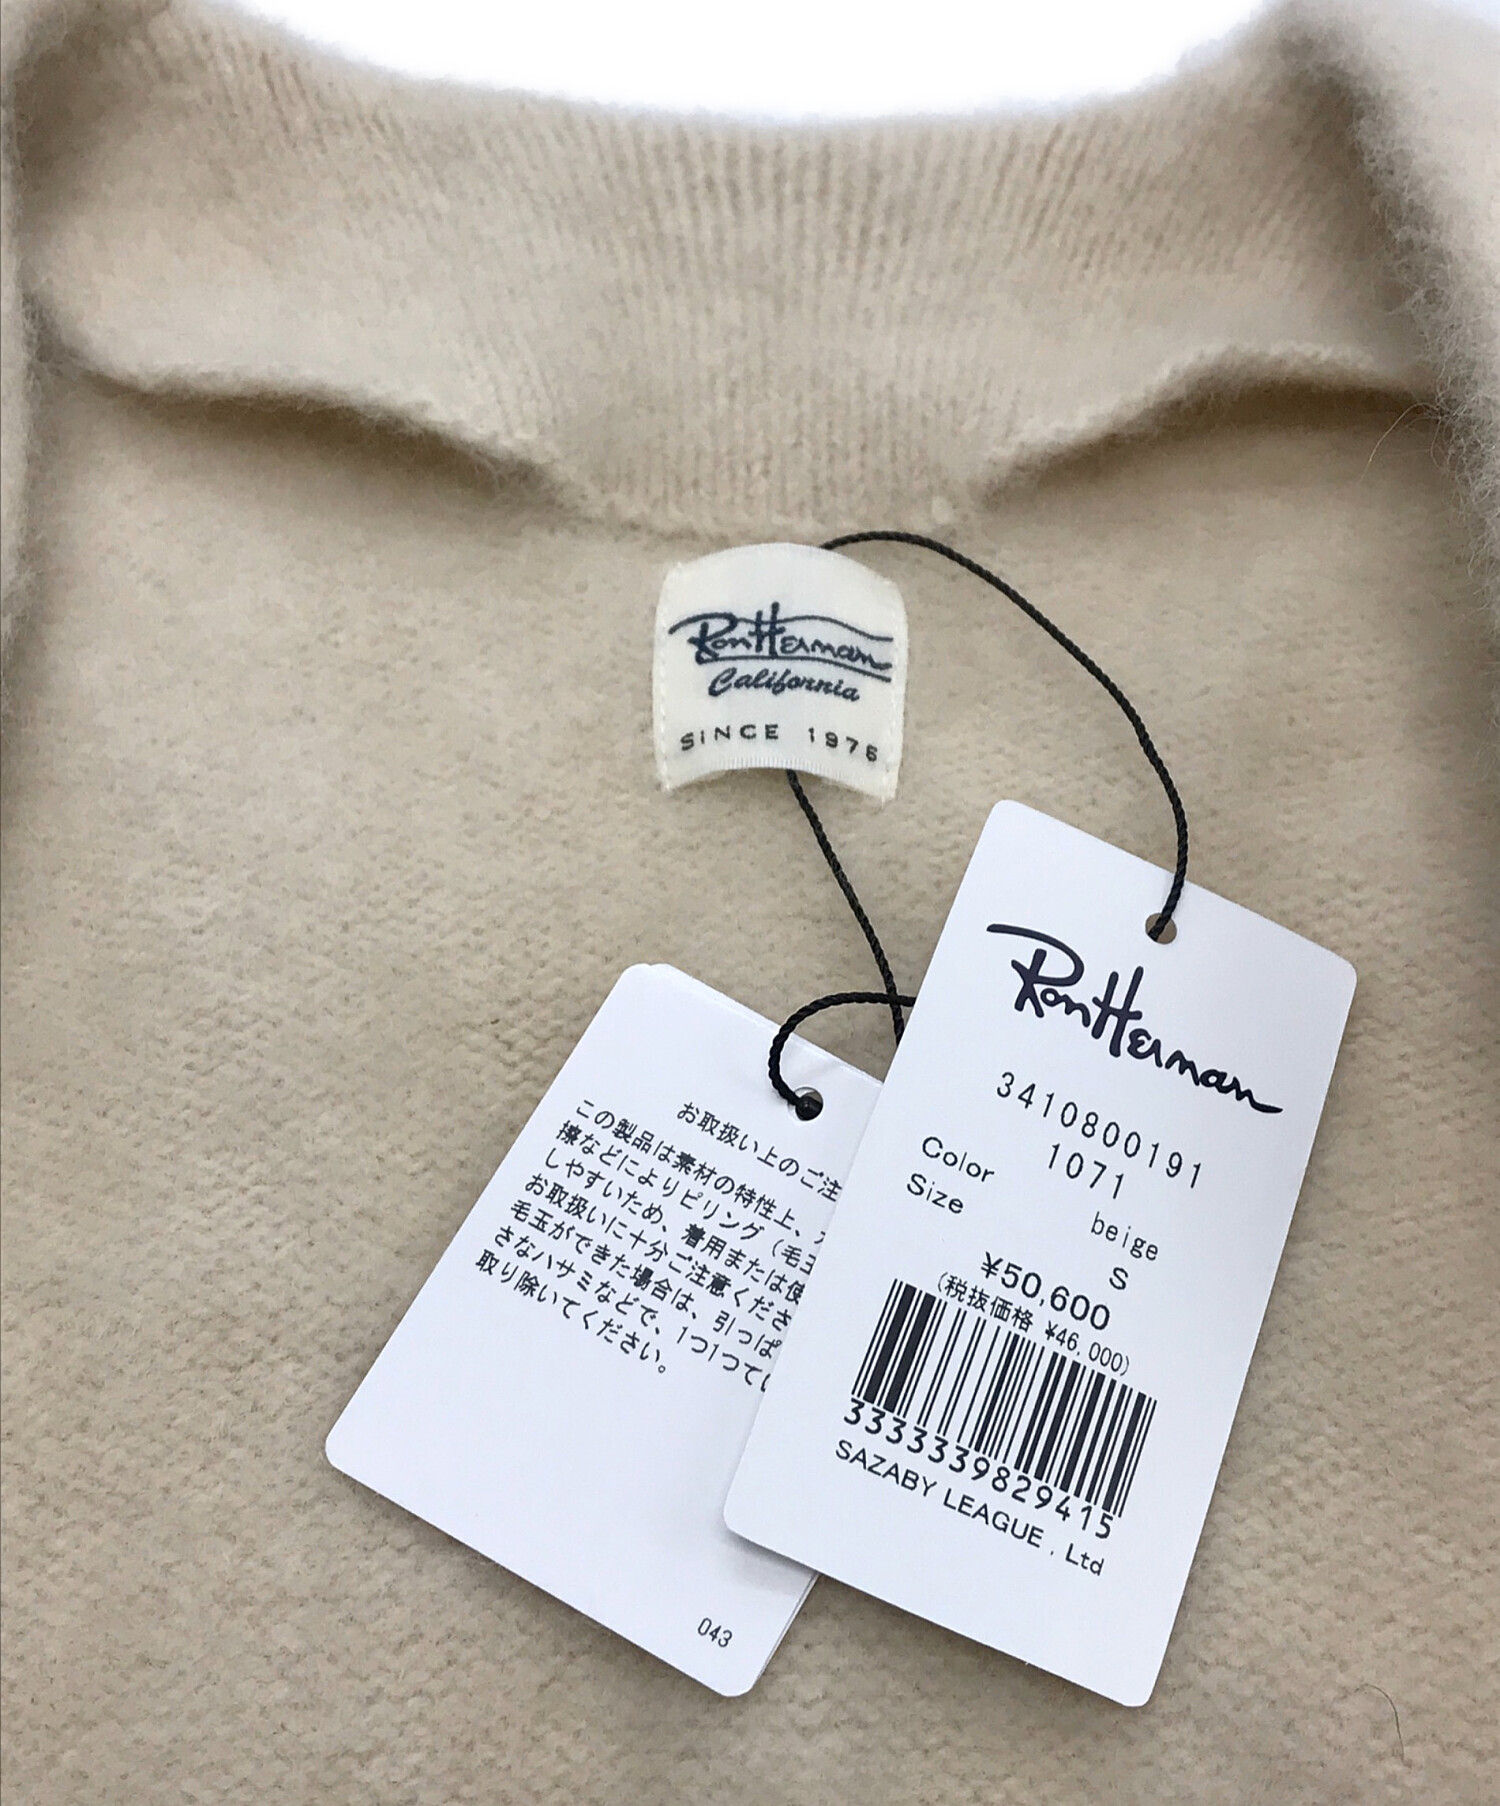 RonHerman
California
SINCE 1976
RonHerman
3410800191
1071
Color beige
Size S
¥50,600
(税抜価格 ¥46,000)
3333339829415
SAZABY LEAGUE , Ltd
お取扱い上のご注
この製品は素材の特性上、
擦などによりピリング（毛玉
しやすいため、着用または使
お取扱いに十分ご注意くださ
毛玉ができた場合は、引っぱ
さなハサミなどで、1つ1つてい
取り除いてください。
043